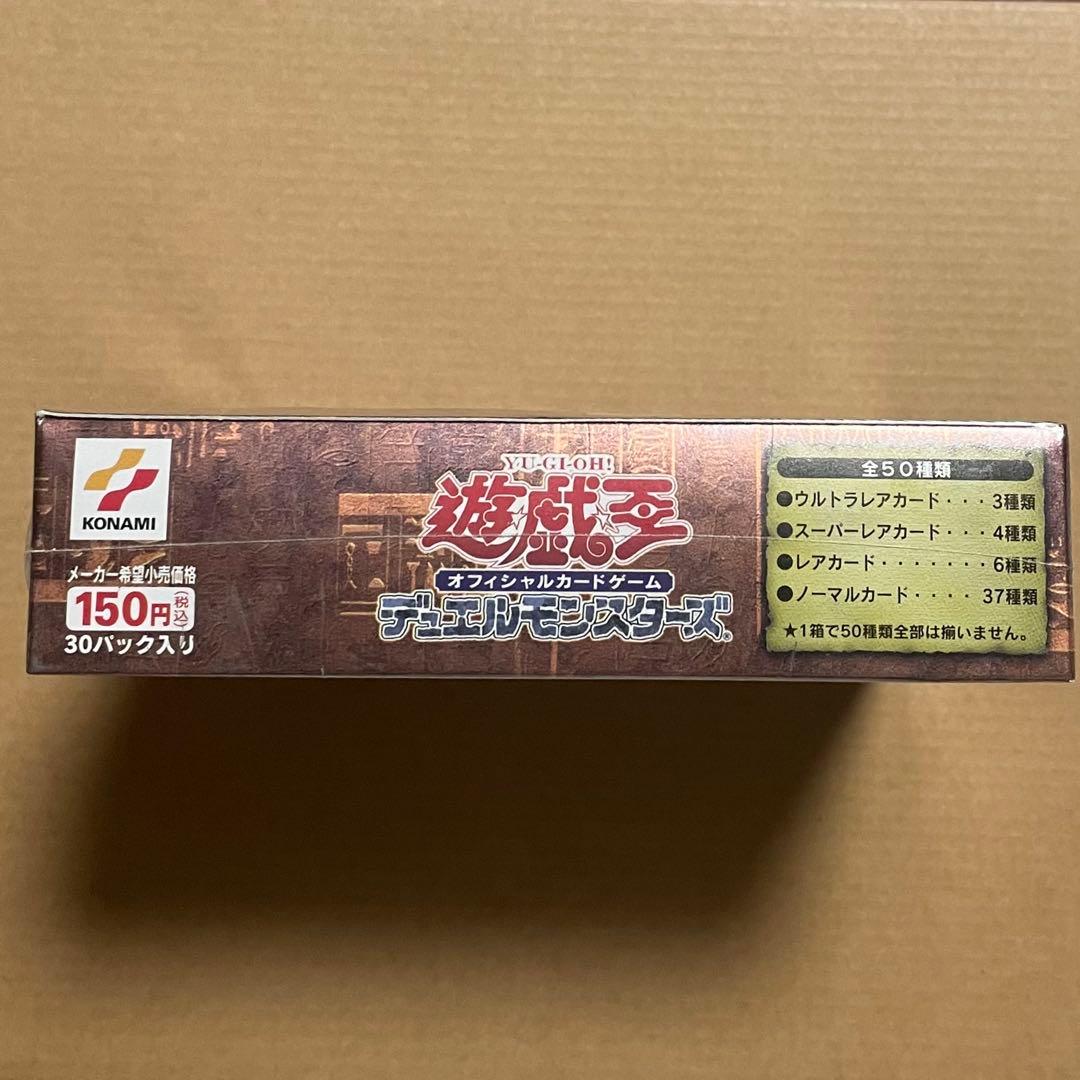 KONAMI
メーカー希望小売価格
150円(税込)
30パック入り
YU-GI-OH!
遊☆戯☆王
オフィシャルカードゲーム
デュエルモンスターズ®
全50種類
●ウルトラレアカード・・・3種類
●スーパーレアカード・・・4種類
●レアカード・・・・・・・6種類
●ノーマルカード・・・・37種類
★1箱で50種類全部は揃いません。